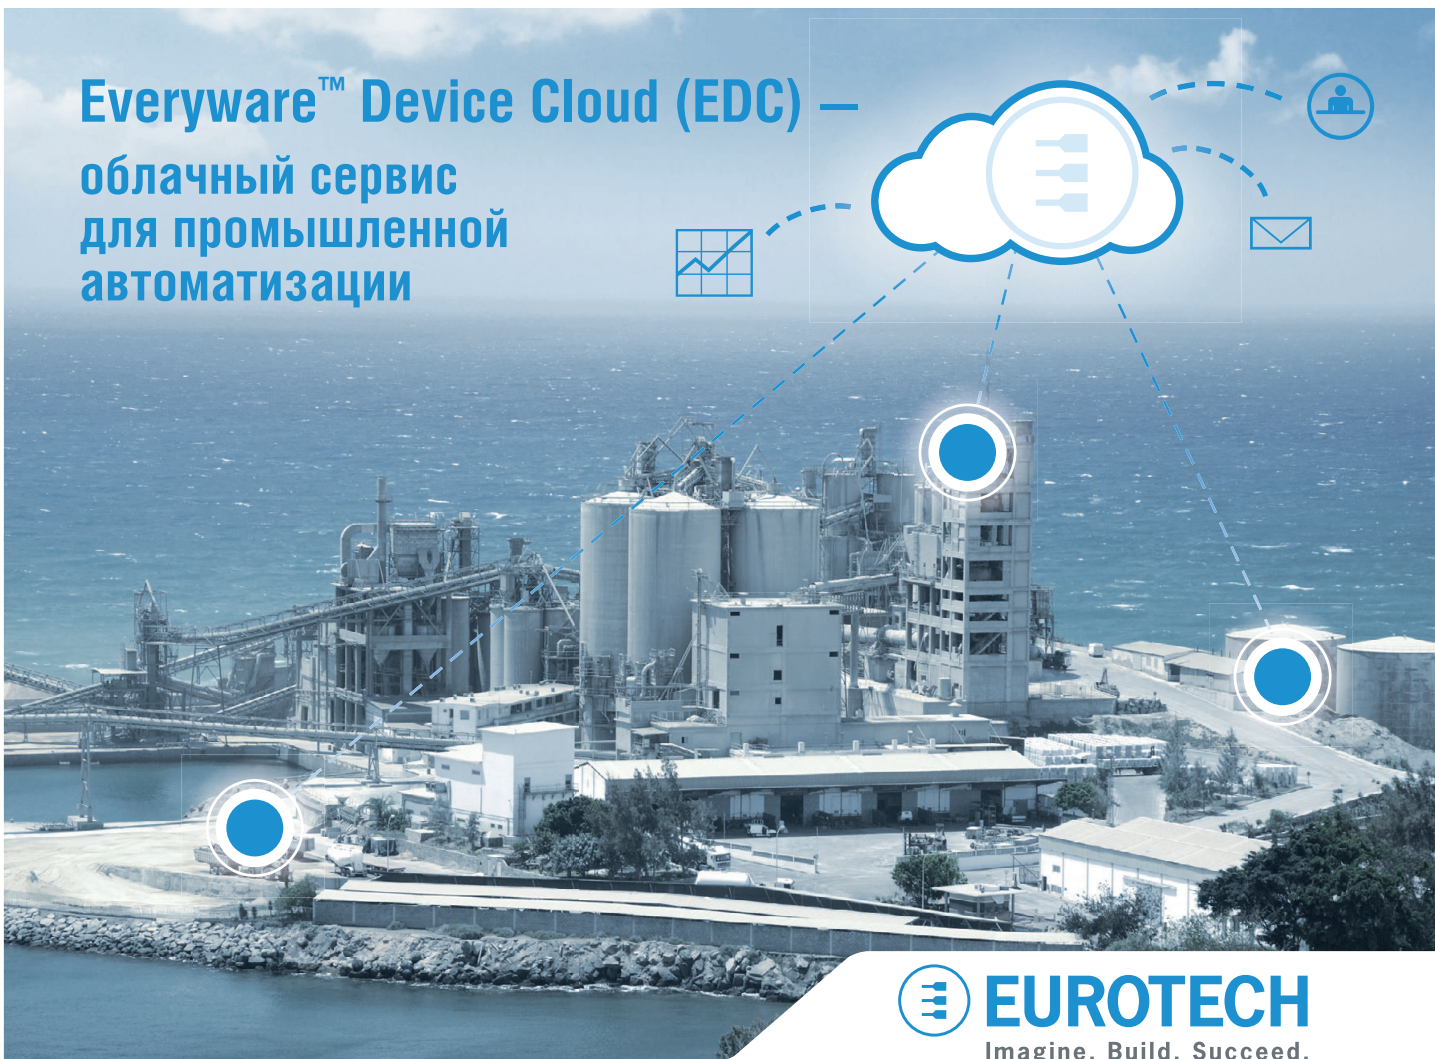 Everyware™ Device Cloud (EDC) —
облачный сервис
для промышленной
автоматизации
EUROTECH
Imagine. Build. Succeed.